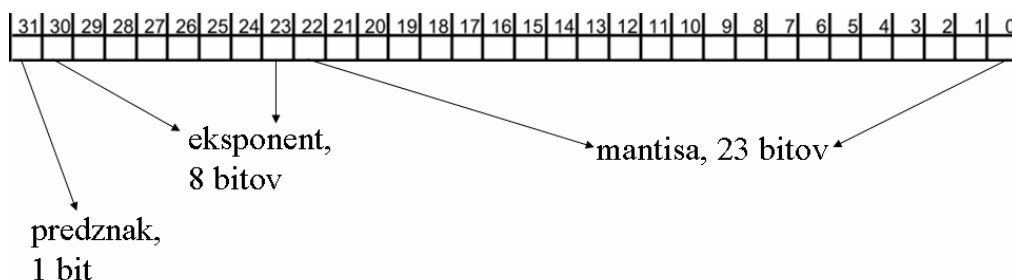 31 30 29 28 27 26 25 24 23 22 21 20 19 18 17 16 15 14 13 12 11 10 9 8 7 6 5 4 3 2 1 0
eksponent,
8 bitov
mantisa, 23 bitov
predznak,
1 bit